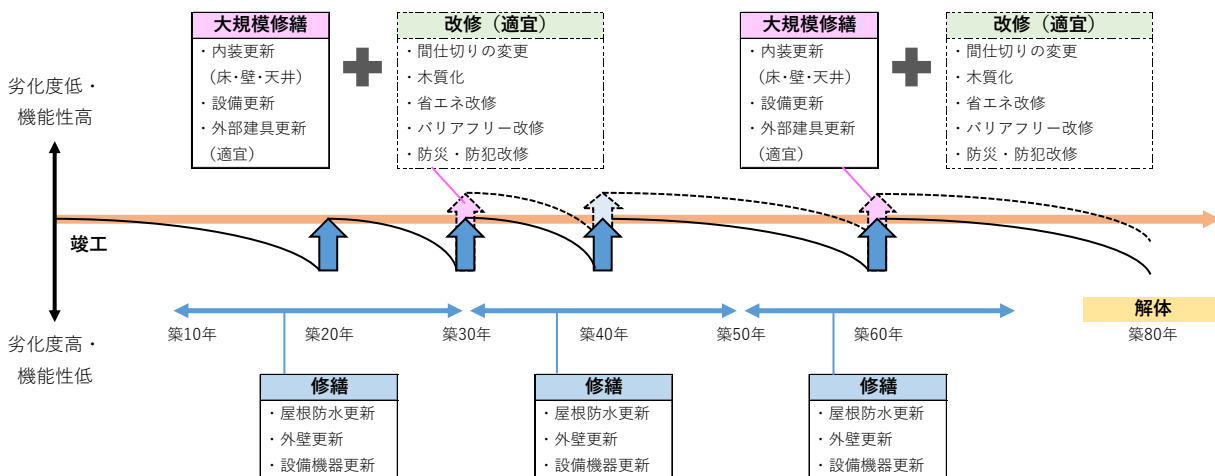 大規模修繕
・内装更新
（床・壁・天井）
・設備更新
・外部建具更新
（適宜）
改修（適宜）
・間仕切りの変更
・木質化
・省エネ改修
・バリアフリー改修
・防災・防犯改修
大規模修繕
・内装更新
（床・壁・天井）
・設備更新
・外部建具更新
（適宜）
改修（適宜）
・間仕切りの変更
・木質化
・省エネ改修
・バリアフリー改修
・防災・防犯改修
劣化度低・
機能性高
竣工
劣化度高・
機能性低
築10年
築20年
築30年
築40年
築50年
築60年
解体
築80年
修繕
・屋根防水更新
・外壁更新
・設備機器更新
修繕
・屋根防水更新
・外壁更新
・設備機器更新
修繕
・屋根防水更新
・外壁更新
・設備機器更新